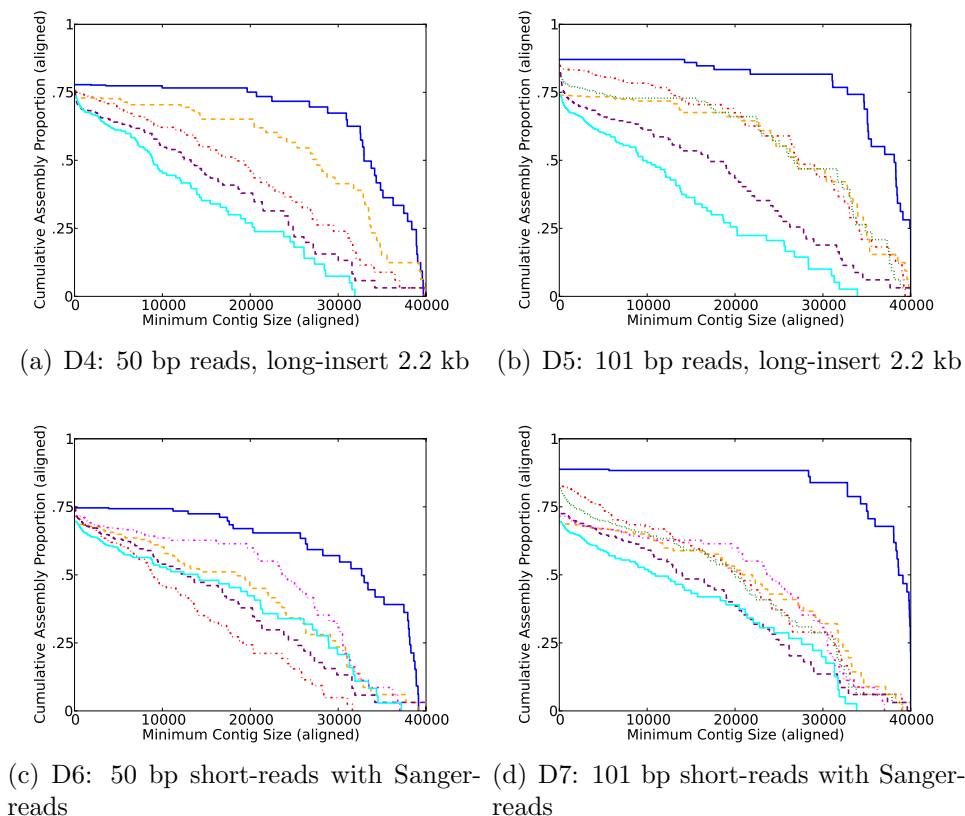 1
.75
.5
.25
0
10000 20000 30000 40000
Minimum Contig Size (aligned)
Cumulative Assembly Proportion (aligned)
(a) D4: 50 bp reads, long-insert 2.2 kb
1
.75
.5
.25
0
10000 20000 30000 40000
Minimum Contig Size (aligned)
Cumulative Assembly Proportion (aligned)
(b) D5: 101 bp reads, long-insert 2.2 kb
1
.75
.5
.25
0
10000 20000 30000 40000
Minimum Contig Size (aligned)
Cumulative Assembly Proportion (aligned)
(c) D6: 50 bp short-reads with Sanger-
reads
1
.75
.5
.25
0
10000 20000 30000 40000
Minimum Contig Size (aligned)
Cumulative Assembly Proportion (aligned)
(d) D7: 101 bp short-reads with Sanger-
reads